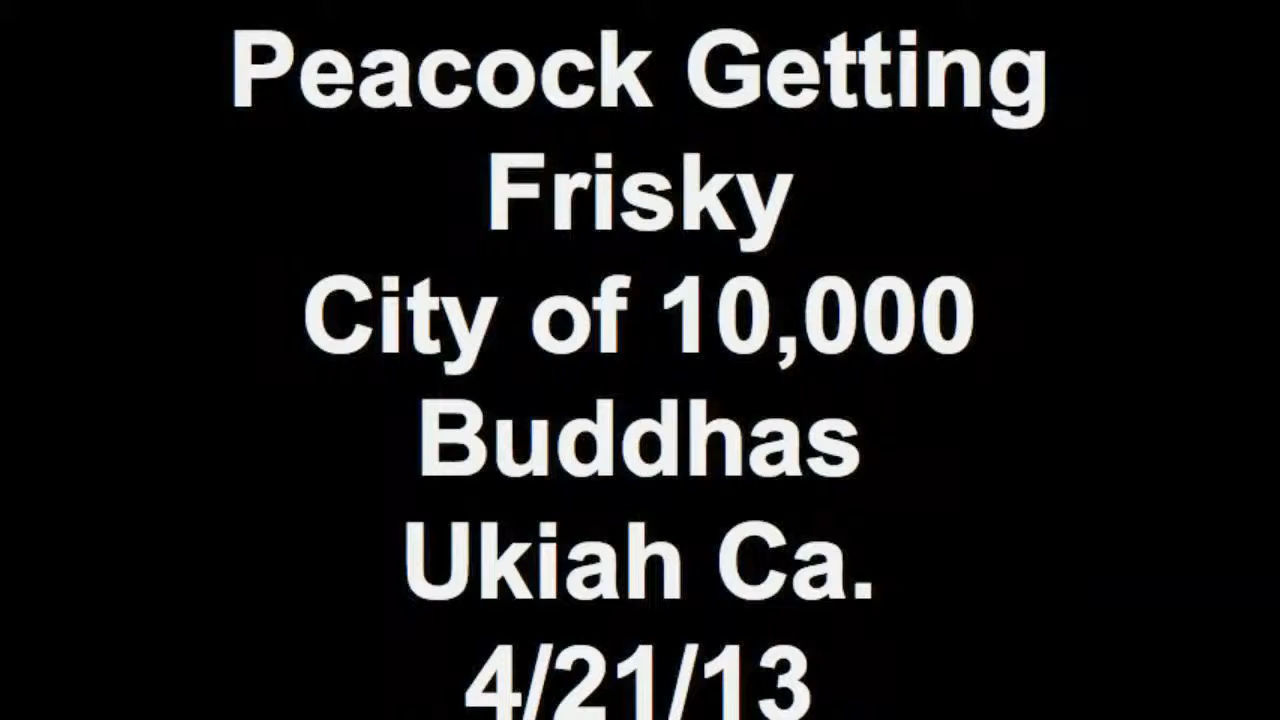 Peacock Getting
Frisky
City of 10,000
Buddhas
Ukiah Ca.
4/21/13